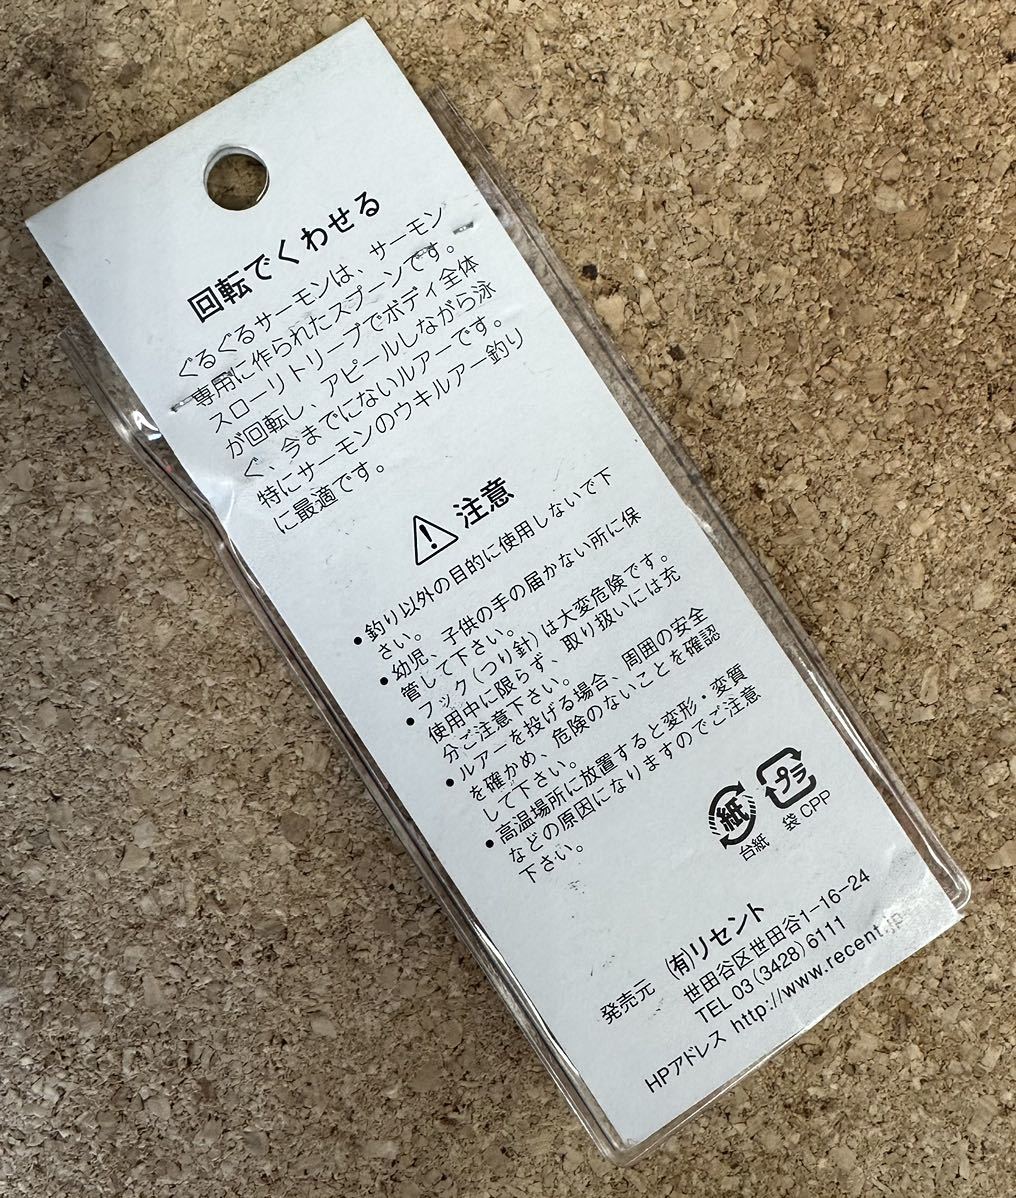 回転でくわせる
ぐるぐるサーモンは、サーモン
専用に作られたスプーンです。
スローリトリーブでボディ全体
が回転し、アピールしながら泳
ぐ、今までにないルアーです。
特にサーモンのウキルアー釣り
に最適です。
注意
●釣り以外の目的に使用しないで下
さい。
●幼児、子供の手の届かない所に保
管して下さい。
●フック(つり針)は大変危険です。
使用中に限らず、取り扱いには充
分ご注意下さい。
●ルアーを投げる場合、周囲の安全
を確かめ、危険のないことを確認
して下さい。
●高温場所に放置すると変形・変質
などの原因になりますのでご注意
下さい。
紙 プラ
台紙 袋CPP
発売元 (有)リセント
世田谷区世田谷1-16-24
TEL 03(3428)6111
HPアドレス http://www.recent.jp